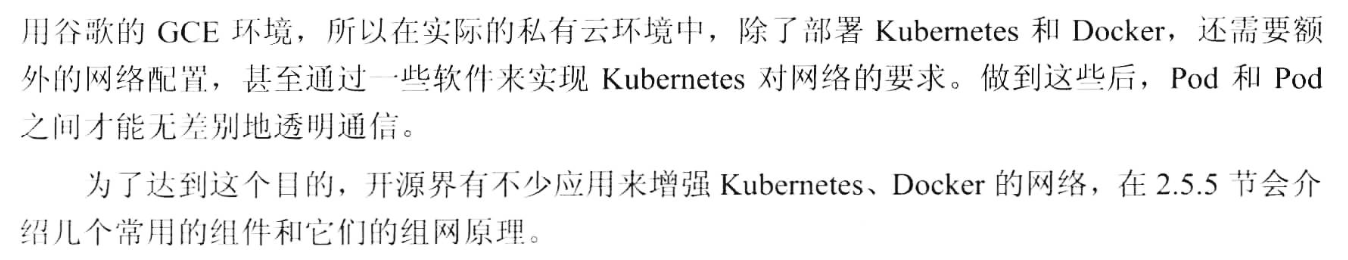 用谷歌的 GCE 环境，所以在实际的私有云环境中，除了部署 Kubernetes 和 Docker，还需要额
外的网络配置，甚至通过一些软件来实现 Kubernetes 对网络的要求。做到这些后，Pod 和 Pod
之间才能无差别地透明通信。
为了达到这个目的，开源界有不少应用来增强 Kubernetes、Docker 的网络，在 2.5.5 节会介
绍几个常用的组件和它们的组网原理。